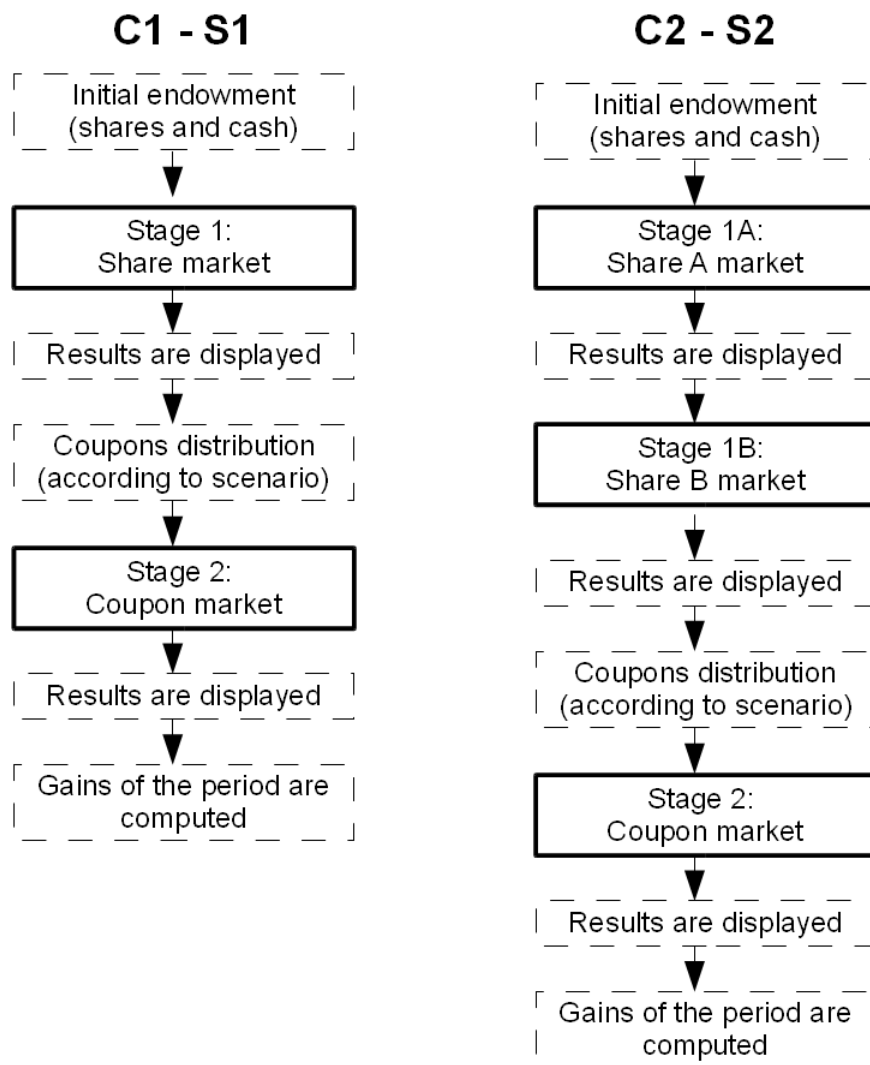 C1 - S1
Initial endowment
(shares and cash)
Stage 1:
Share market
Results are displayed
Coupons distribution
(according to scenario)
Stage 2:
Coupon market
Results are displayed
Gains of the period are
computed
C2 - S2
Initial endowment
(shares and cash)
Stage 1A:
Share A market
Results are displayed
Stage 1B:
Share B market
Results are displayed
Coupons distribution
(according to scenario)
Stage 2:
Coupon market
Results are displayed
Gains of the period are
computed